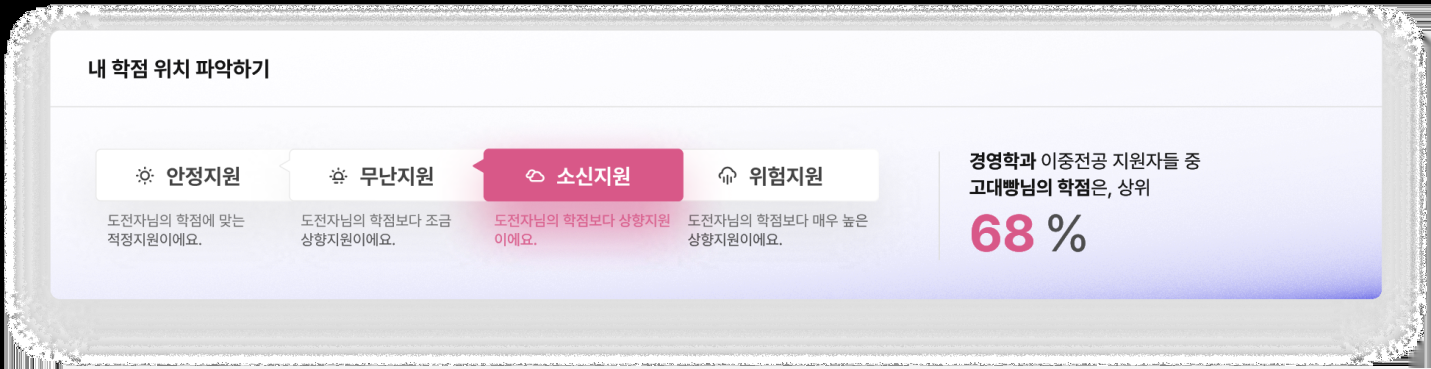 내 학점 위치 파악하기
안정지원
도전자님의 학점에 맞는
적정지원이에요.
무난지원
도전자님의 학점보다 조금
상향지원이에요.
소신지원
도전자님의 학점보다 상향지원
이에요.
위험지원
도전자님의 학점보다 매우 높은
상향지원이에요.
경영학과 이중전공 지원자들 중
고대빵님의 학점은, 상위
68 %